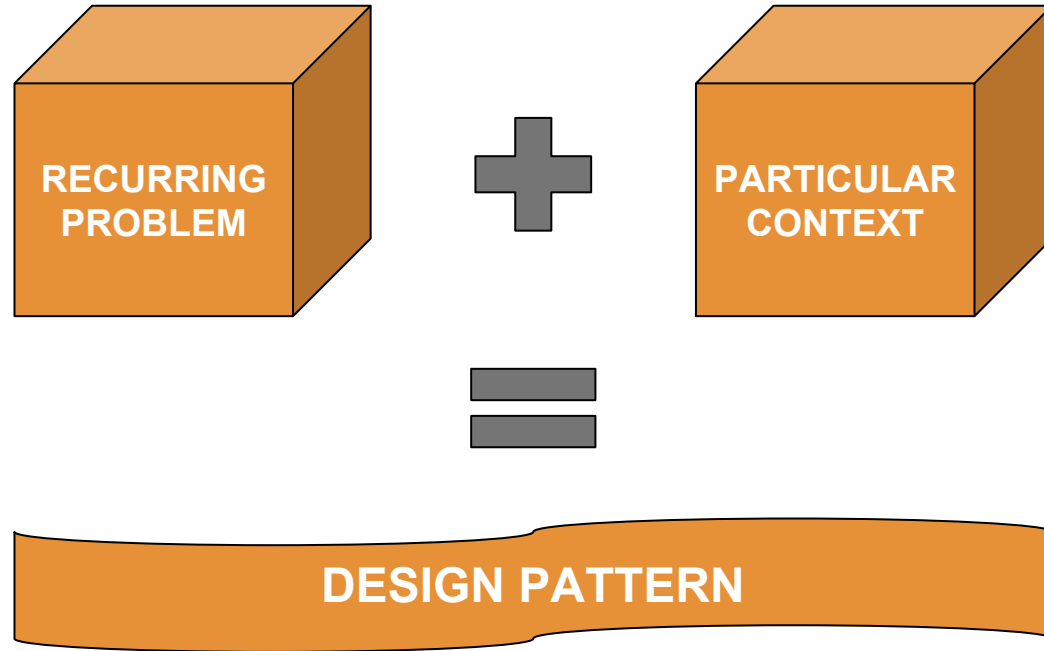 RECURRING
PROBLEM
PARTICULAR
CONTEXT
DESIGN PATTERN